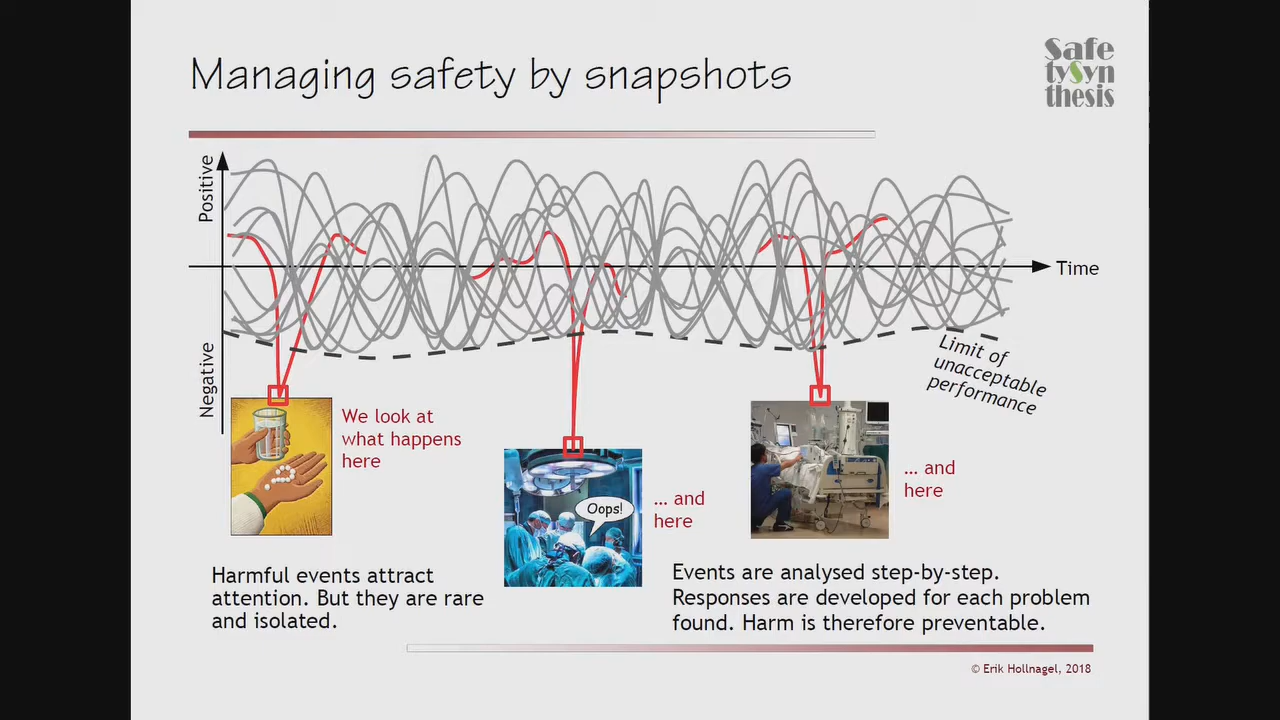 Managing safety by snapshots
Safe
tySyn
thesis
Positive
Negative
Time
Limit of
unacceptable
performance
We look at
what happens
here
Oops!
... and
here
... and
here
Harmful events attract
attention. But they are rare
and isolated.
Events are analysed step-by-step.
Responses are developed for each problem
found. Harm is therefore preventable.
© Erik Hollnagel, 2018